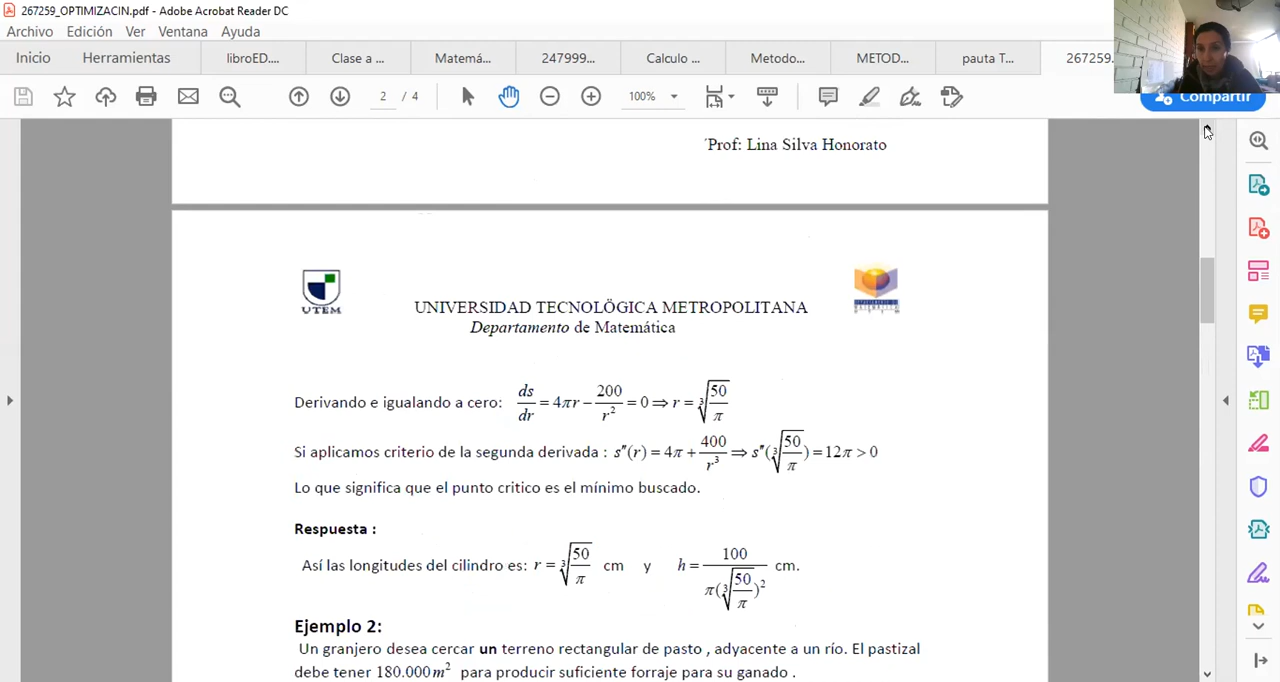 267259_OPTIMIZACIN.pdf - Adobe Acrobat Reader DC
Archivo Edición Ver Ventana Ayuda
Inicio Herramientas libroED.... Clase a ... Matemá... 247999... Calculo ... Metodo... METOD... pauta T... 267259.
2 / 4 100% Compartir
´Prof: Lina Silva Honorato
UTEM
UNIVERSIDAD TECNOLÖGICA METROPOLITANA
Departamento de Matemática
Derivando e igualando a cero: ds/dr = 4πr − 200/r² = 0 ⇒ r = ∛(50/π)
Si aplicamos criterio de la segunda derivada : s''(r) = 4π + 400/r³ ⇒ s''(∛(50/π)) = 12π > 0
Lo que significa que el punto critico es el mínimo buscado.
Respuesta :
Así las longitudes del cilindro es: r = ∛(50/π) cm y h = 100/(π(∛(50/π))²) cm.
Ejemplo 2:
Un granjero desea cercar un terreno rectangular de pasto , adyacente a un río. El pastizal
debe tener 180.000m² para producir suficiente forraje para su ganado .